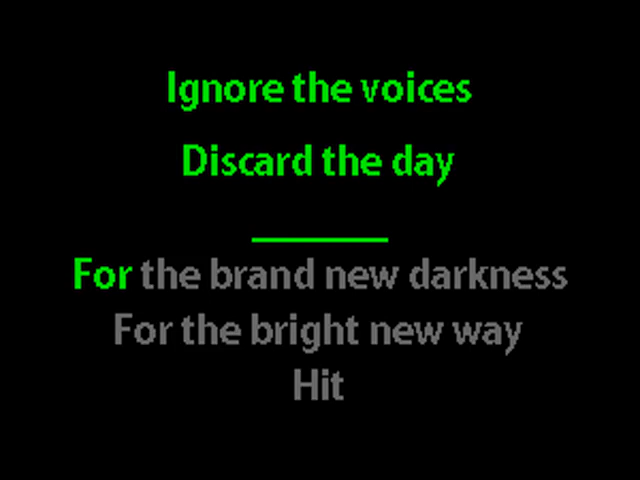 Ignore the voices
Discard the day
For the brand new darkness
For the bright new way
Hit